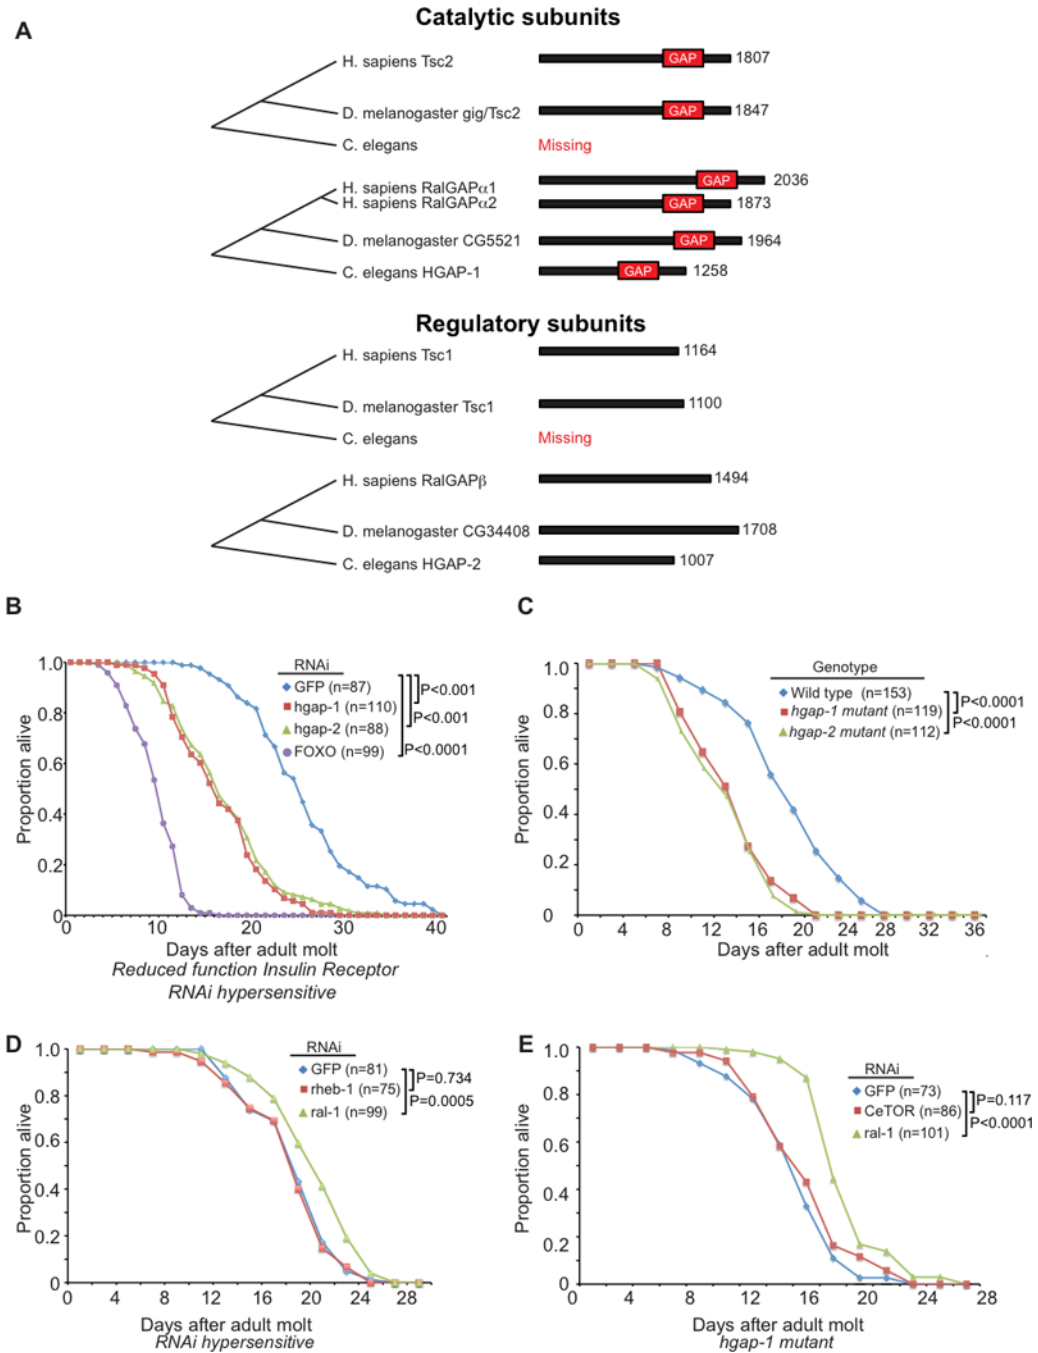 A
Catalytic subunits
H. sapiens Tsc2
GAP
1807
D. melanogaster gig/Tsc2
GAP
1847
C. elegans
Missing
H. sapiens RalGAPα1
GAP
2036
H. sapiens RalGAPα2
GAP
1873
D. melanogaster CG5521
GAP
1964
C. elegans HGAP-1
GAP
1258
Regulatory subunits
H. sapiens Tsc1
1164
D. melanogaster Tsc1
1100
C. elegans
Missing
H. sapiens RalGAPβ
1494
D. melanogaster CG34408
1708
C. elegans HGAP-2
1007
B
Proportion alive
1.0
0.8
0.6
0.4
0.2
0
0 10 20 30 40
RNAi
GFP (n=87)
hgap-1 (n=110)
hgap-2 (n=88)
FOXO (n=99)
P<0.001
P<0.001
P<0.0001
Days after adult molt
Reduced function Insulin Receptor
RNAi hypersensitive
C
Proportion alive
1.0
0.8
0.6
0.4
0.2
0
0 4 8 12 16 20 24 28 32 36
Genotype
Wild type (n=153)
hgap-1 mutant (n=119)
hgap-2 mutant (n=112)
P<0.0001
P<0.0001
Days after adult molt
D
Proportion alive
1.0
0.8
0.6
0.4
0.2
0
0 4 8 12 16 20 24 28
RNAi
GFP (n=81)
rheb-1 (n=75)
ral-1 (n=99)
P=0.734
P=0.0005
Days after adult molt
RNAi hypersensitive
E
Proportion alive
1.0
0.8
0.6
0.4
0.2
0
0 4 8 12 16 20 24 28
RNAi
GFP (n=73)
CeTOR (n=86)
ral-1 (n=101)
P=0.117
P<0.0001
Days after adult molt
hgap-1 mutant